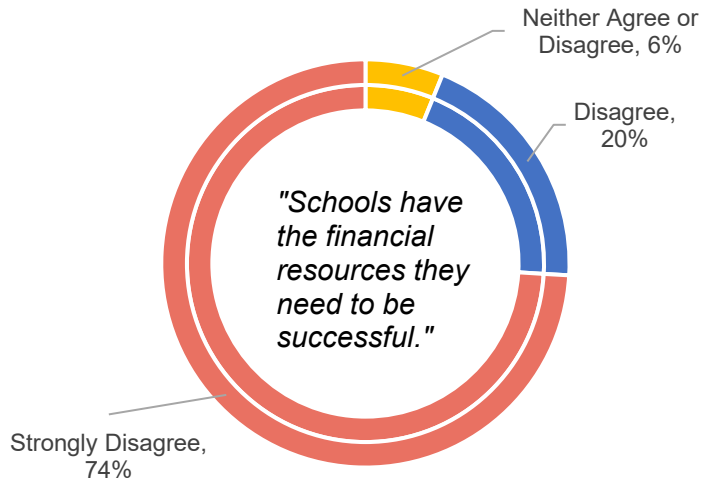 Neither Agree or
Disagree, 6%
Disagree,
20%
"Schools have
the financial
resources they
need to be
successful."
Strongly Disagree,
74%